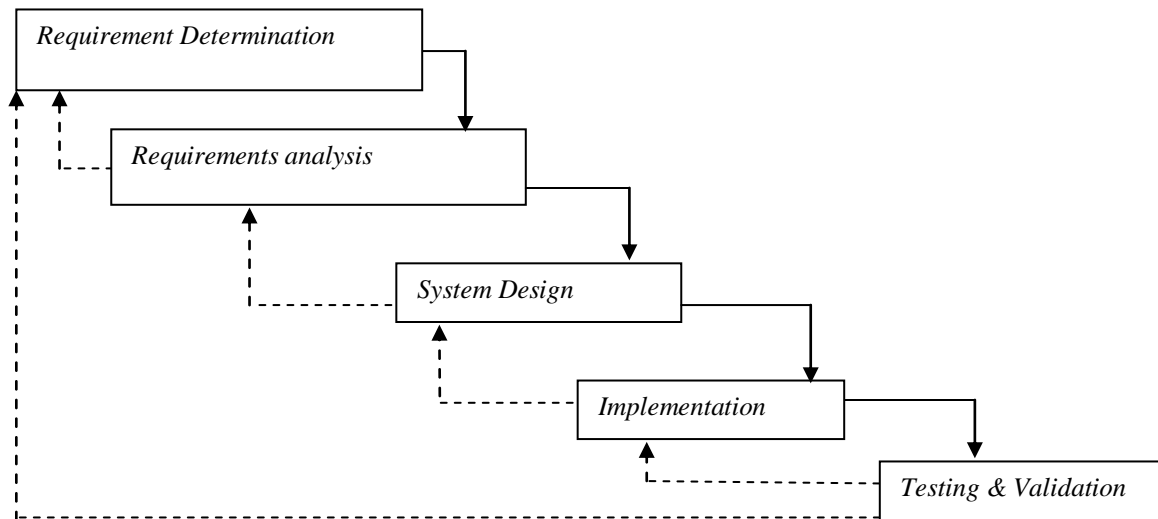 Requirement Determination
Requirements analysis
System Design
Implementation
Testing & Validation